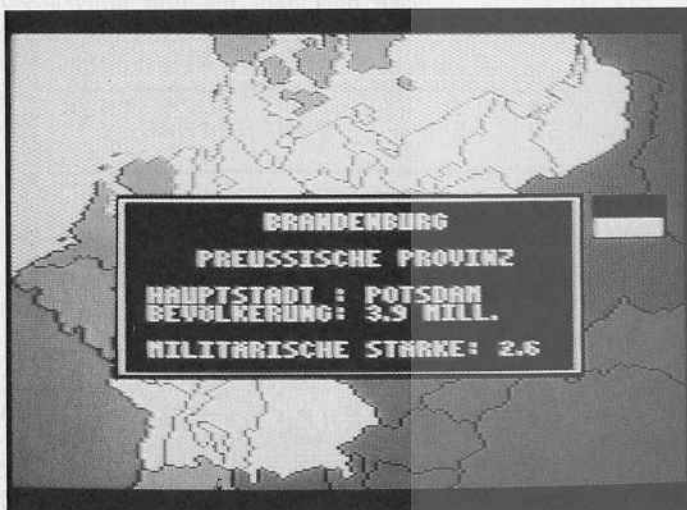 BRANDENBURG
PREUSSISCHE PROVINZ
HAUPTSTADT : POTSDAM
BEVÖLKERUNG: 3.9 MILL.
MILITÄRISCHE STÄRKE: 2.6